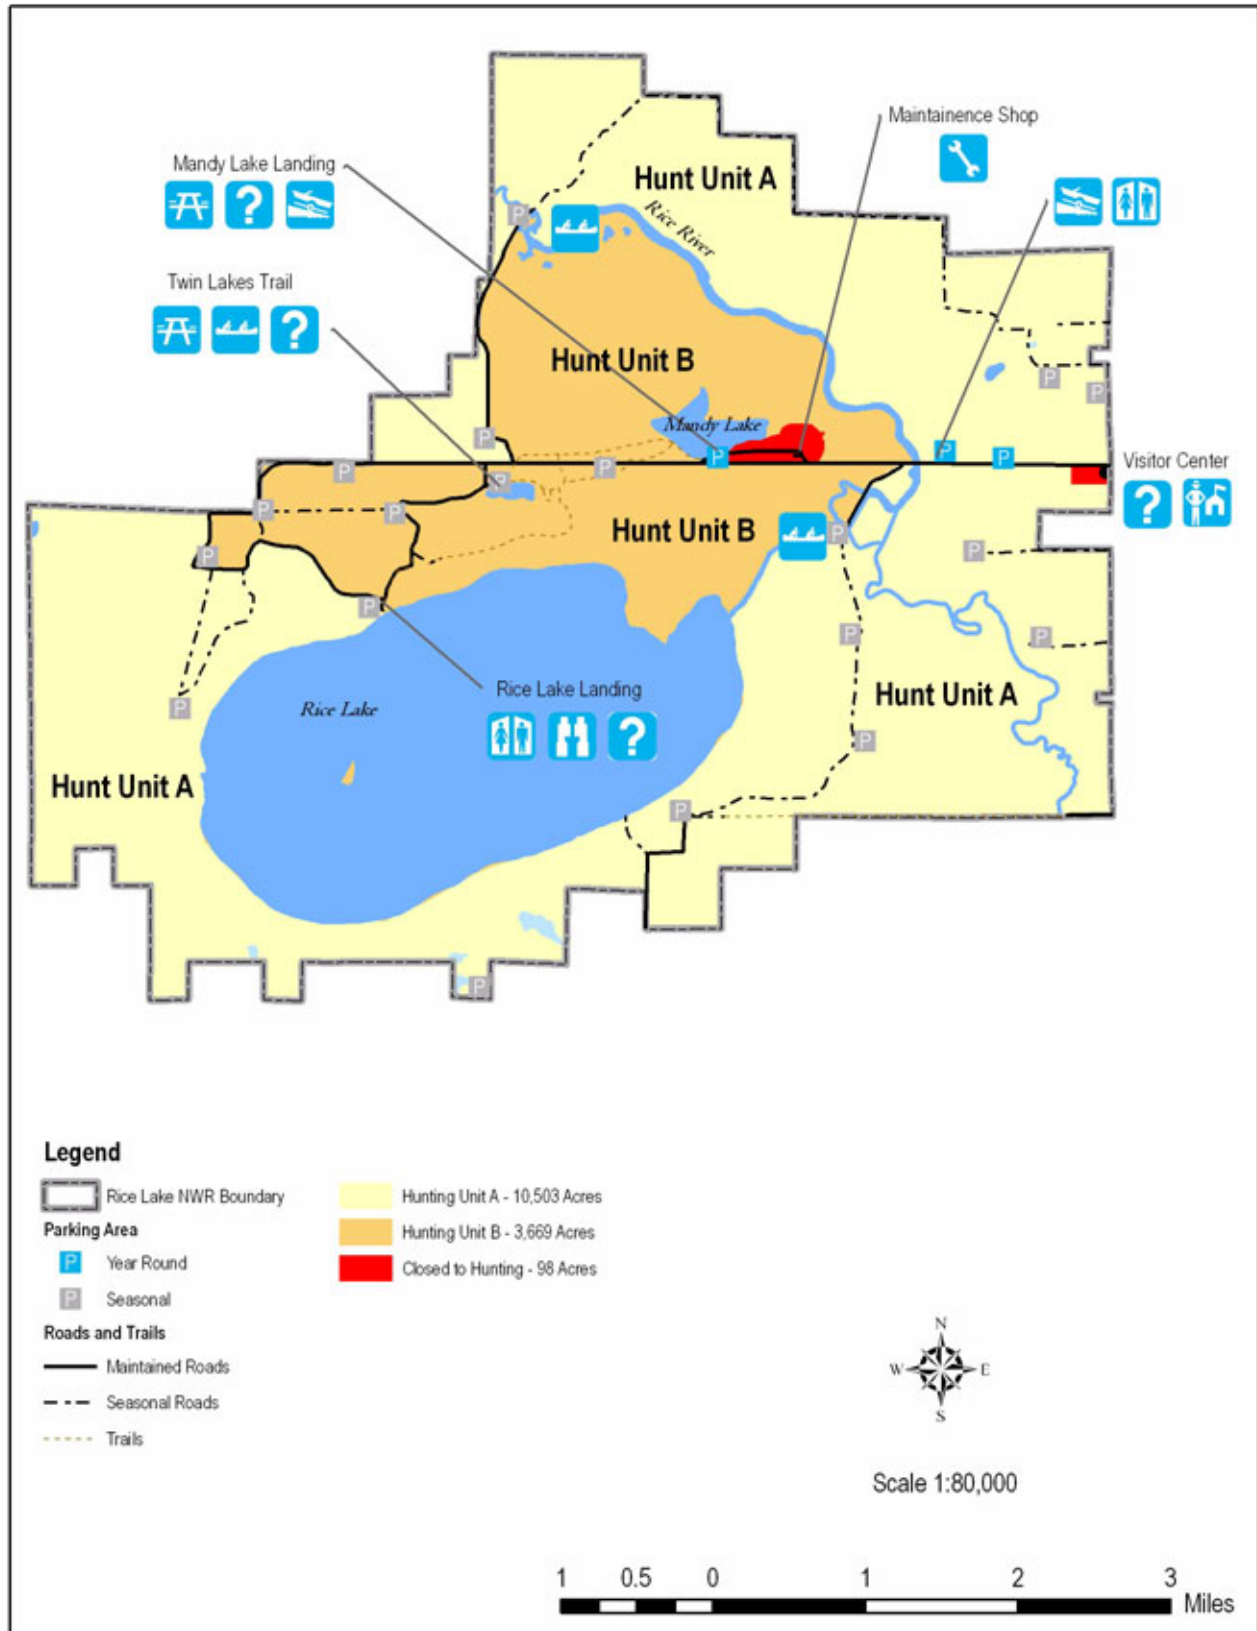 Maintainence Shop
Mandy Lake Landing
Hunt Unit A
Rice River
Twin Lakes Trail
Hunt Unit B
Mandy Lake
Visitor Center
Hunt Unit B
Rice Lake Landing
Rice Lake
Hunt Unit A
Hunt Unit A
Legend
Rice Lake NWR Boundary
Parking Area
P Year Round
P Seasonal
Roads and Trails
Maintained Roads
Seasonal Roads
Trails
Hunting Unit A - 10,503 Acres
Hunting Unit B - 3,669 Acres
Closed to Hunting - 98 Acres
N
W E
S
Scale 1:80,000
1 0.5 0 1 2 3
Miles